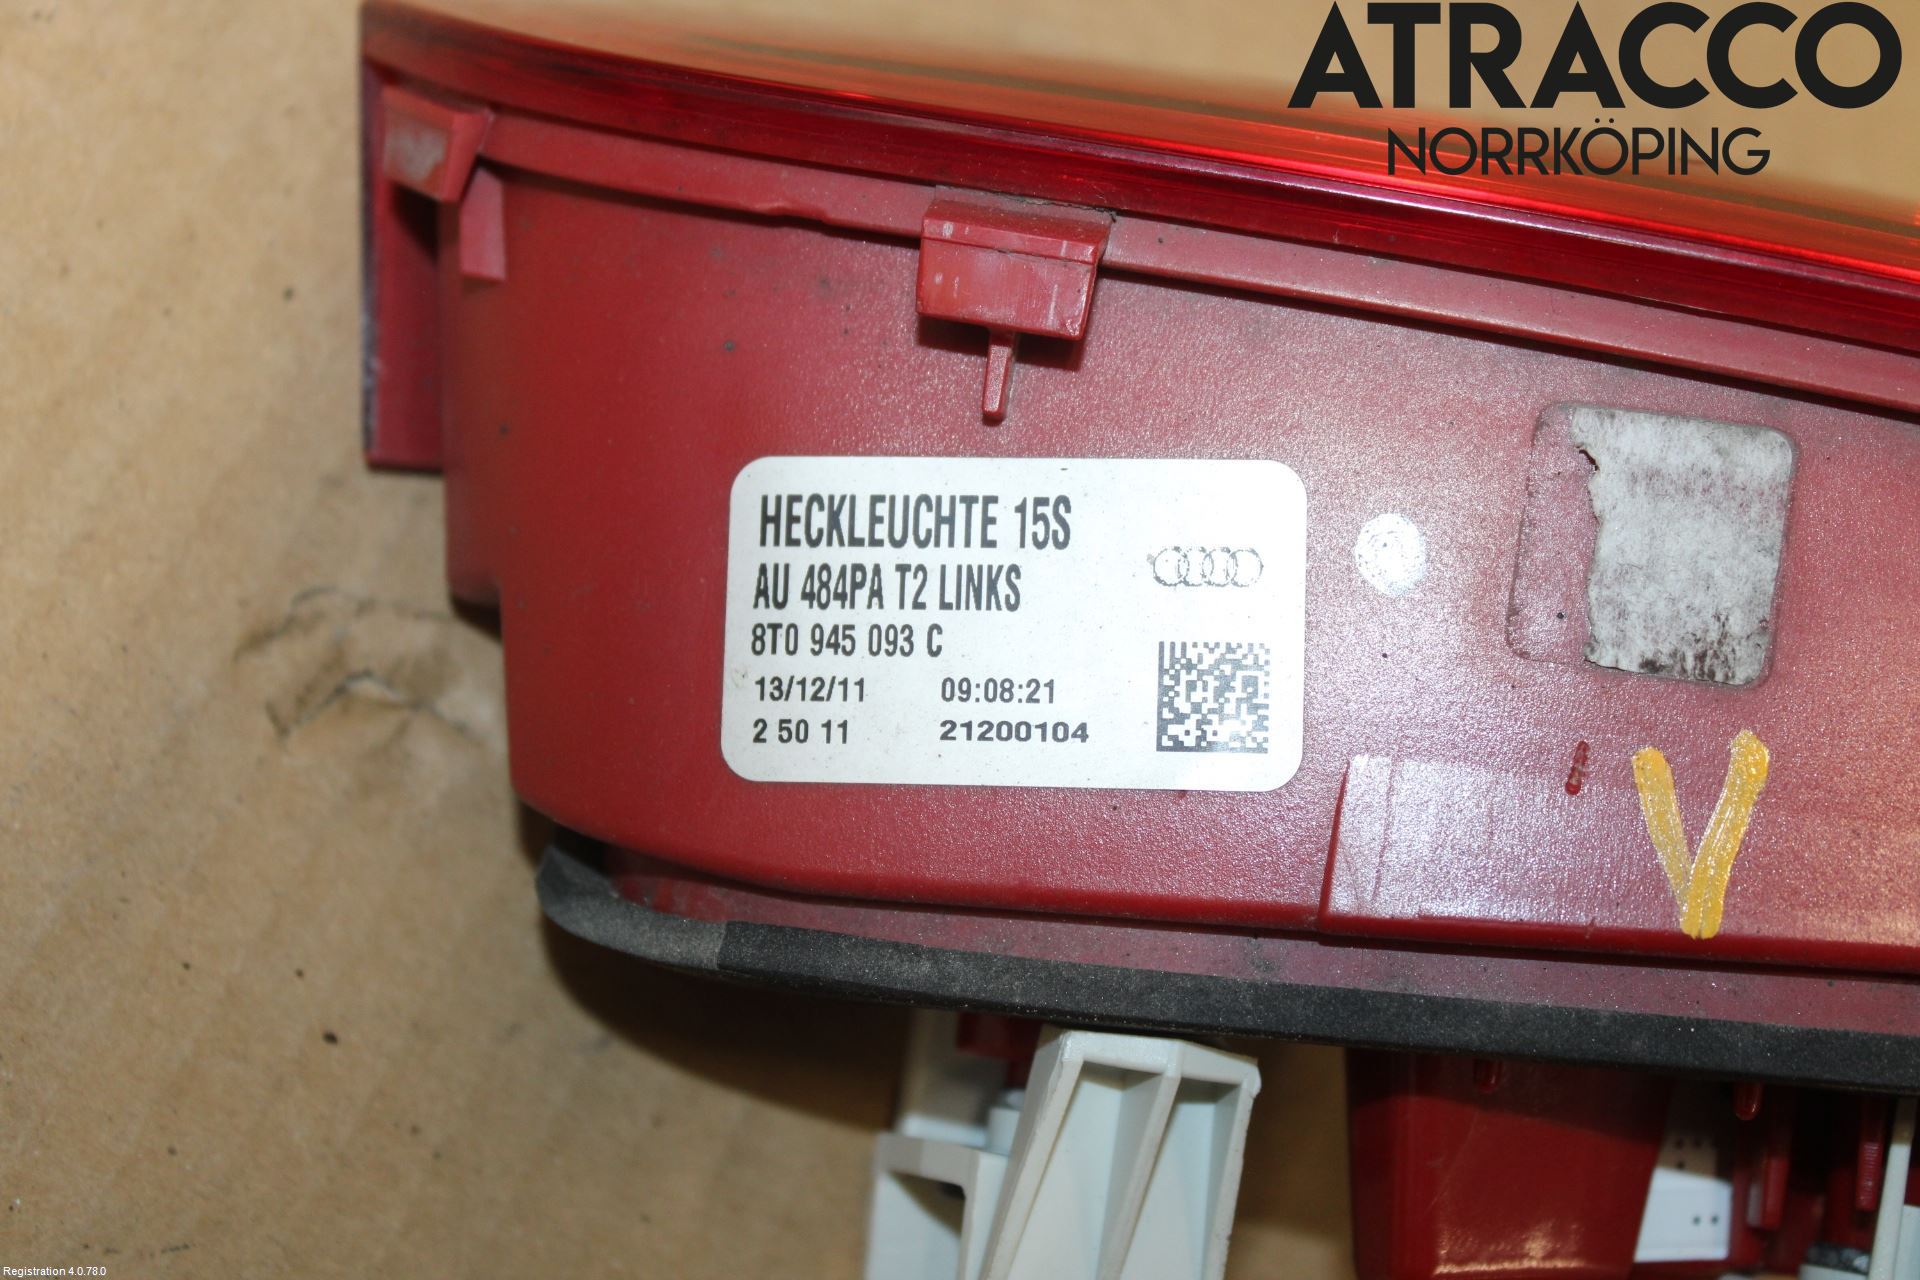 ATRACCO
NORRKÖPING
HECKLEUCHTE 15S
AU 484PA T2 LINKS
8T0 945 093 C
13/12/11 09:08:21
2 50 11 21200104
V
Registration 4.0.78.0